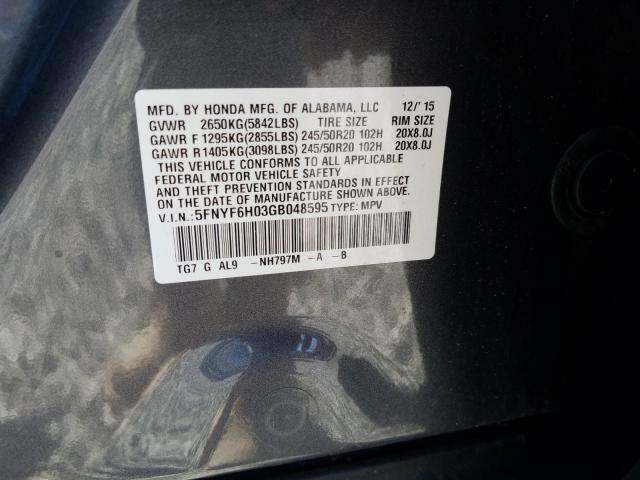 MFD. BY HONDA MFG. OF ALABAMA, LLC 12/'15
GVWR 2650KG(5842LBS) TIRE SIZE RIM SIZE
GAWR F 1295KG(2855LBS) 245/50R20 102H 20X8.0J
GAWR R1405KG(3098LBS) 245/50R20 102H 20X8.0J
THIS VEHICLE CONFORMS TO ALL APPLICABLE
FEDERAL MOTOR VEHICLE SAFETY
AND THEFT PREVENTION STANDARDS IN EFFECT
ON THE DATE OF MANUFACTURE SHOWN ABOVE.
V.I.N.:5FNYF6H03GB048595 TYPE: MPV
TG7 G AL9 -NH797M -A -B